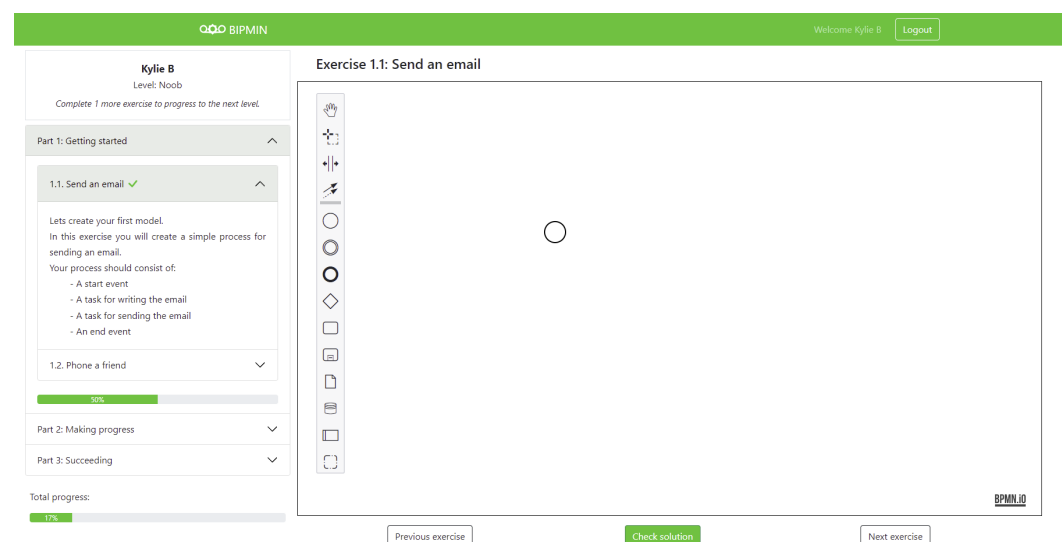 BIPMIN
Welcome Kylie B
Logout
Kylie B
Level: Noob
Complete 1 more exercise to progress to the next level.
Part 1: Getting started
1.1. Send an email
Lets create your first model.
In this exercise you will create a simple process for
sending an email.
Your process should consist of:
- A start event
- A task for writing the email
- A task for sending the email
- An end event
1.2. Phone a friend
50%
Part 2: Making progress
Part 3: Succeeding
Total progress:
17%
Exercise 1.1: Send an email
BPMN.iO
Previous exercise
Check solution
Next exercise